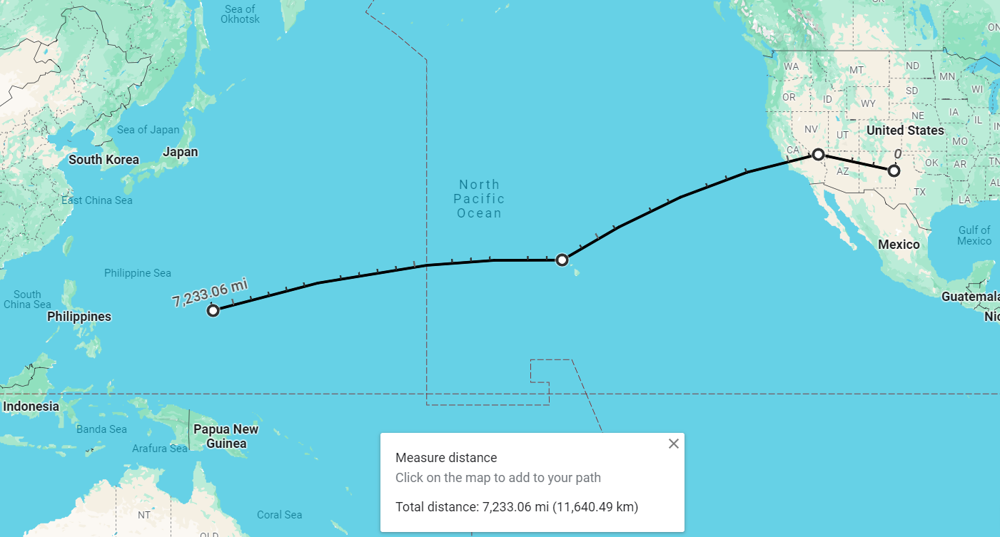 OR
Sea of
Okhotsk
ON
WA
MT
ND
MN
OR
ID
SD
WI
WY
Sea of Japan
NE
IA
IL
IN
NV
UT
United States
MO
South Korea
Japan
CA
0
AZ
OK
AR
TN
North
Pacific
Ocean
AL
TX
LA
East China Sea
Gulf of
Mexico
Mexico
Philippine Sea
7,233.06 mi
South
China Sea
Philippines
Guatemala
Nic
Indonesia
Banda Sea
Papua New
Guinea
Arafura Sea
Measure distance
Click on the map to add to your path
Total distance: 7,233.06 mi (11,640.49 km)
NT
Coral Sea
QLD